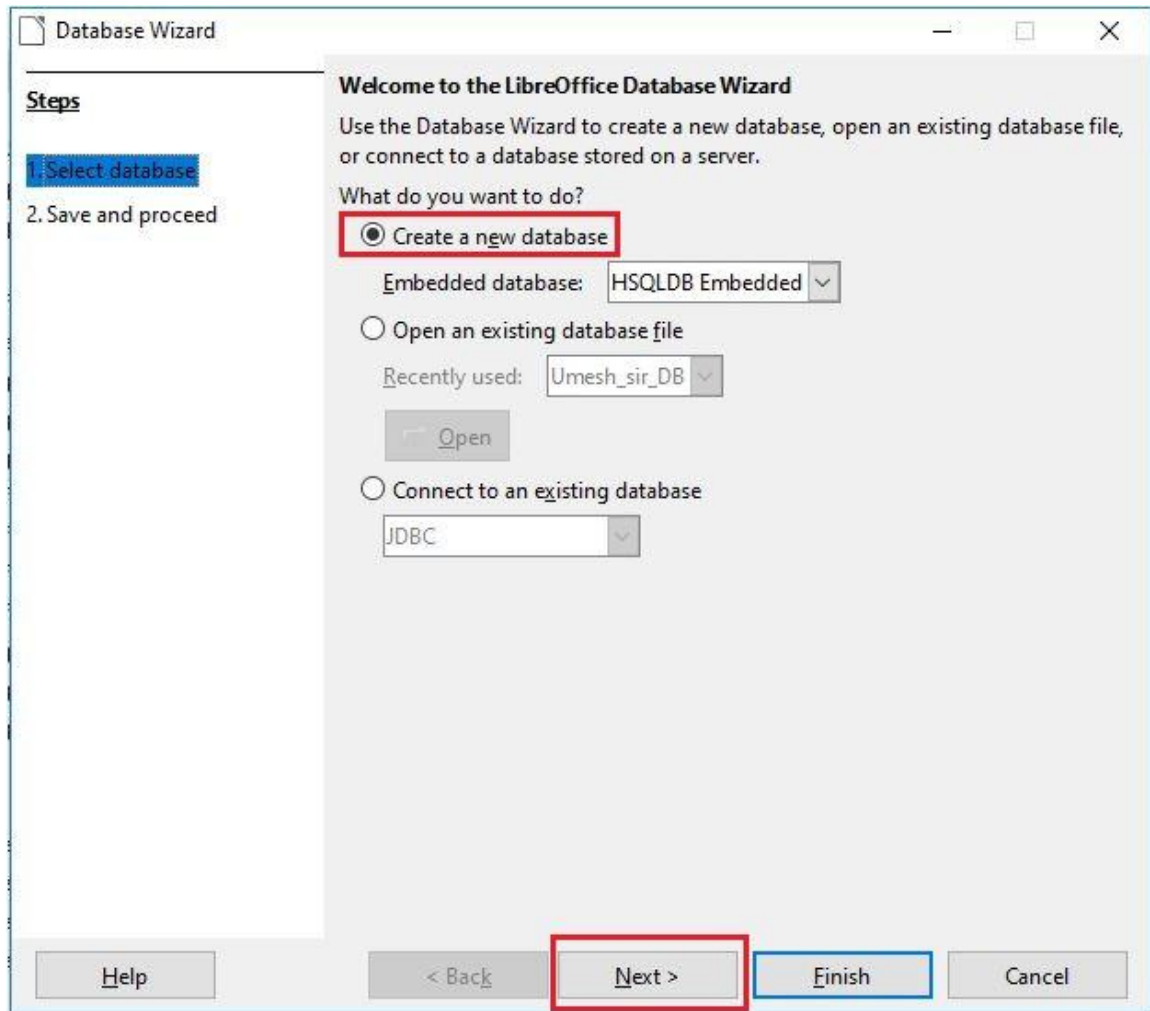 Database Wizard
Steps
1. Select database
2. Save and proceed
Welcome to the LibreOffice Database Wizard
Use the Database Wizard to create a new database, open an existing database file,
or connect to a database stored on a server.
What do you want to do?
Create a new database
Embedded database: HSQLDB Embedded
Open an existing database file
Recently used: Umesh_sir_DB
Open
Connect to an existing database
JDBC
Help < Back Next > Finish Cancel